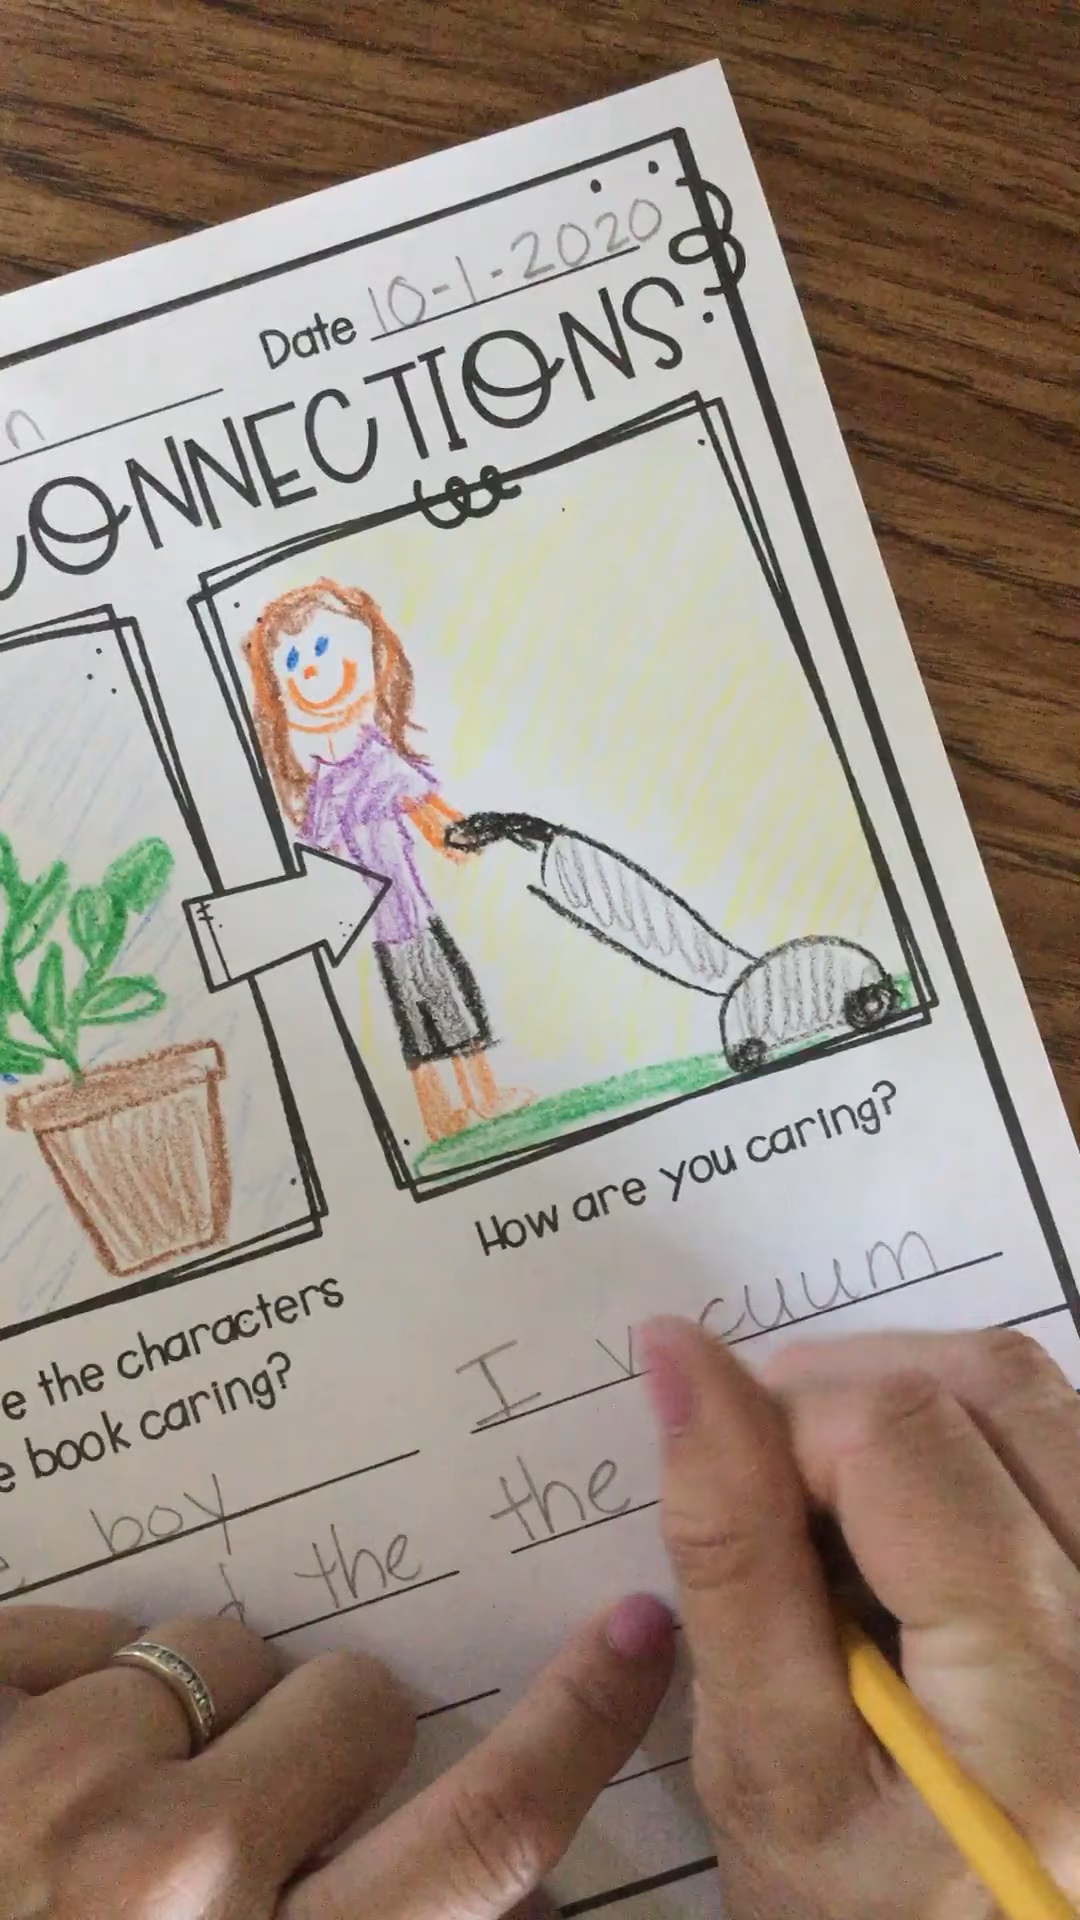 Date 10-1-2020
n
CONNECTIONS
How are you caring?
I vacuum
the
e the characters
e book caring?
boy
the